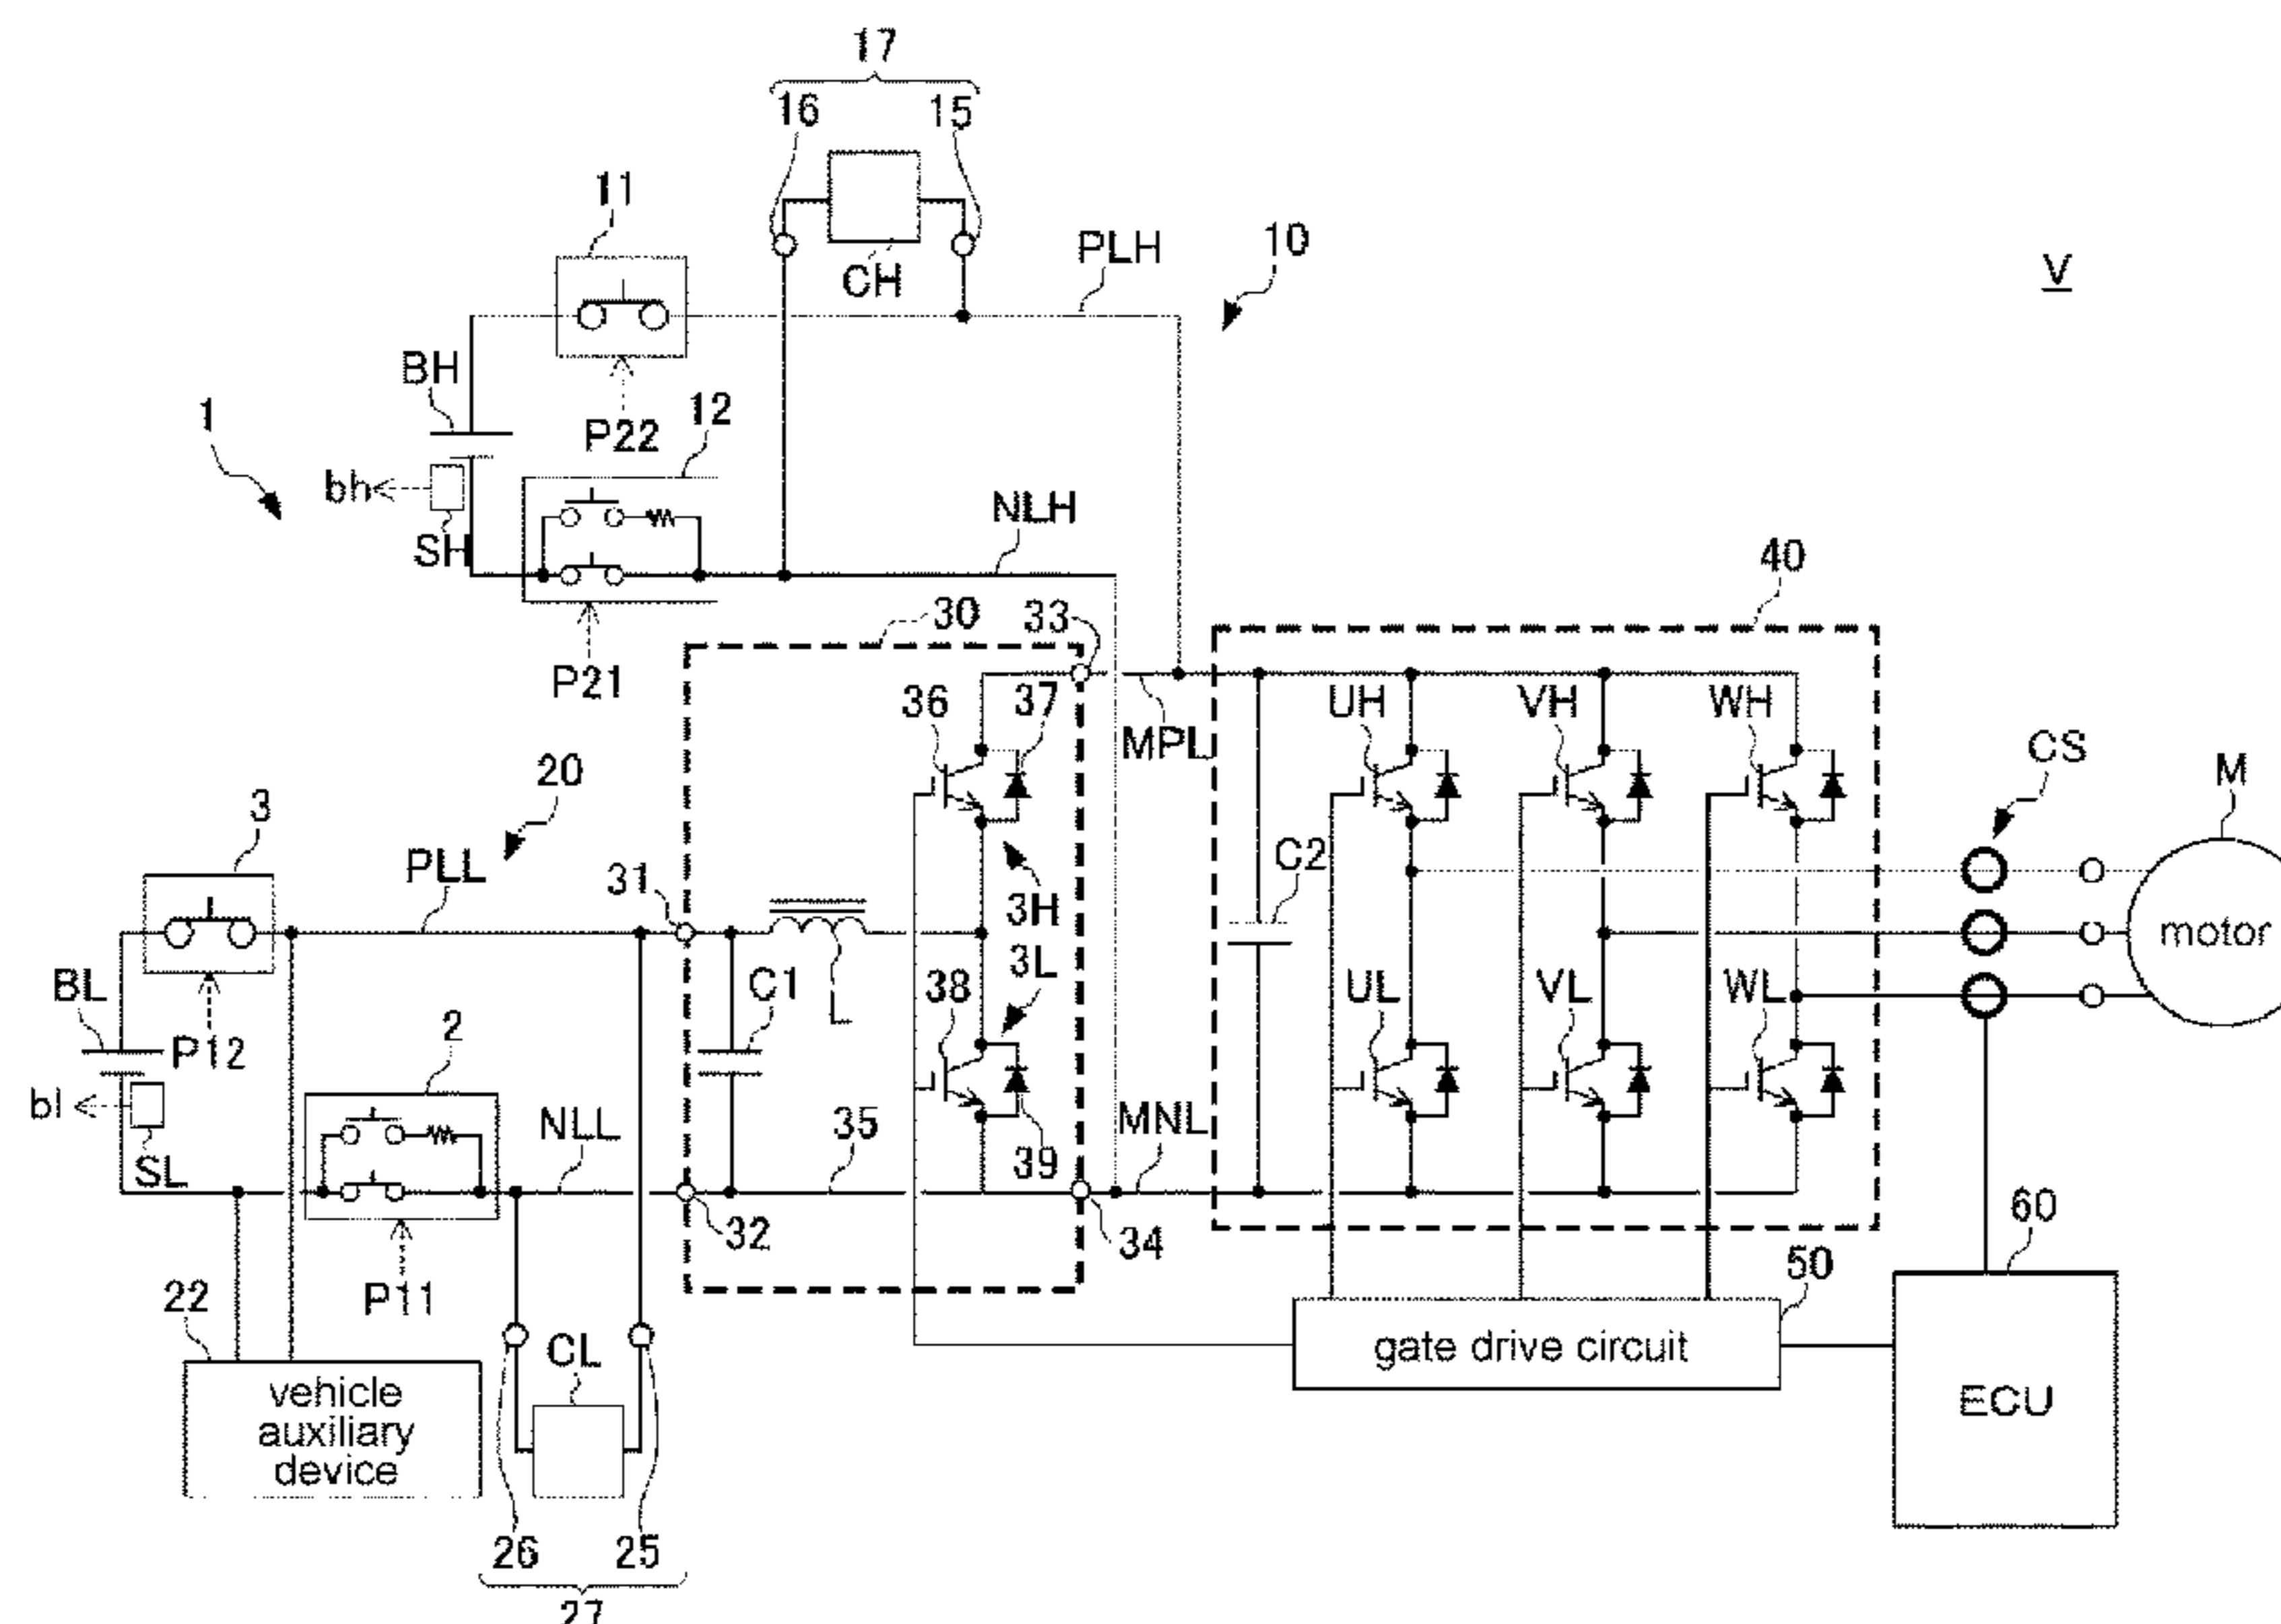 17
16 15
11
CH
PLH
10
V
BH
P22
12
1
bh
SH
NLH
P21
30
33
40
36
37
MPL
UH
VH
WH
CS
M
20
3
PLL
31
C2
3H
motor
BL
P12
2
C1
L
38
3L
UL
VL
WL
bl
SL
NLL
35
39
MNL
32
34
60
22
P11
50
CL
gate drive circuit
ECU
vehicle
auxiliary
device
26 25
27